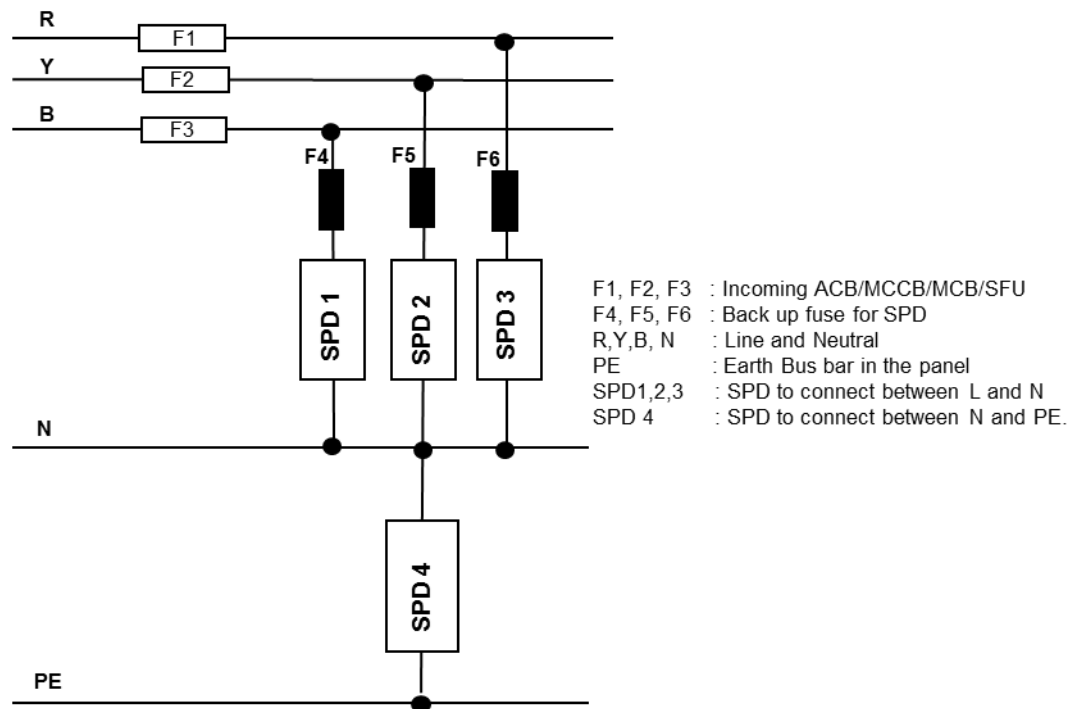 R
F1
Y
F2
B
F3
F4
F5
F6
SPD 1
SPD 2
SPD 3
F1, F2, F3 : Incoming ACB/MCCB/MCB/SFU
F4, F5, F6 : Back up fuse for SPD
R,Y,B, N : Line and Neutral
PE : Earth Bus bar in the panel
SPD1,2,3 : SPD to connect between L and N
SPD 4 : SPD to connect between N and PE.
N
SPD 4
PE